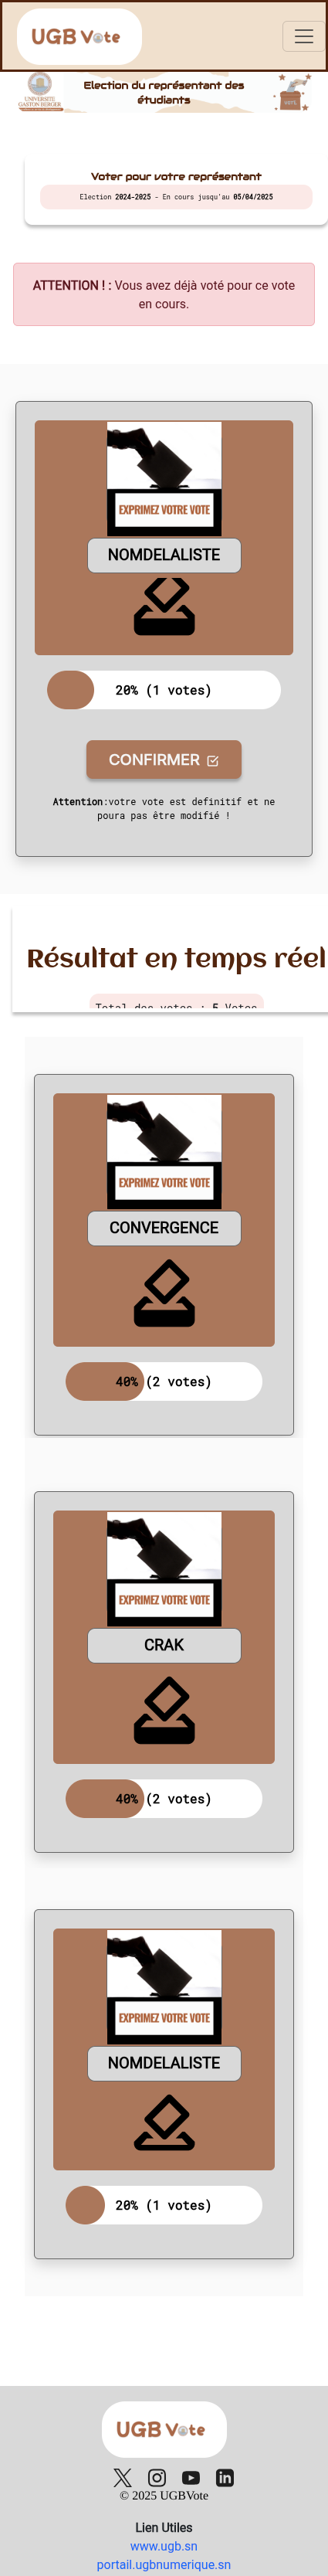 UGB Vote
UNIVERSITÉ
GASTON BERGER
Election du représentant des
étudiants
VOTE
Voter pour votre représentant
Election 2024-2025 - En cours jusqu'au 05/04/2025
ATTENTION ! : Vous avez déjà voté pour ce vote
en cours.
EXPRIMEZ VOTRE VOTE
NOMDELALISTE
20% (1 votes)
CONFIRMER
Attention:votre vote est definitif et ne
poura pas être modifié !
Résultat en temps réel
Total des votes : 5 Votes
EXPRIMEZ VOTRE VOTE
CONVERGENCE
40% (2 votes)
EXPRIMEZ VOTRE VOTE
CRAK
40% (2 votes)
EXPRIMEZ VOTRE VOTE
NOMDELALISTE
20% (1 votes)
UGB Vote
© 2025 UGBVote
Lien Utiles
www.ugb.sn
portail.ugbnumerique.sn